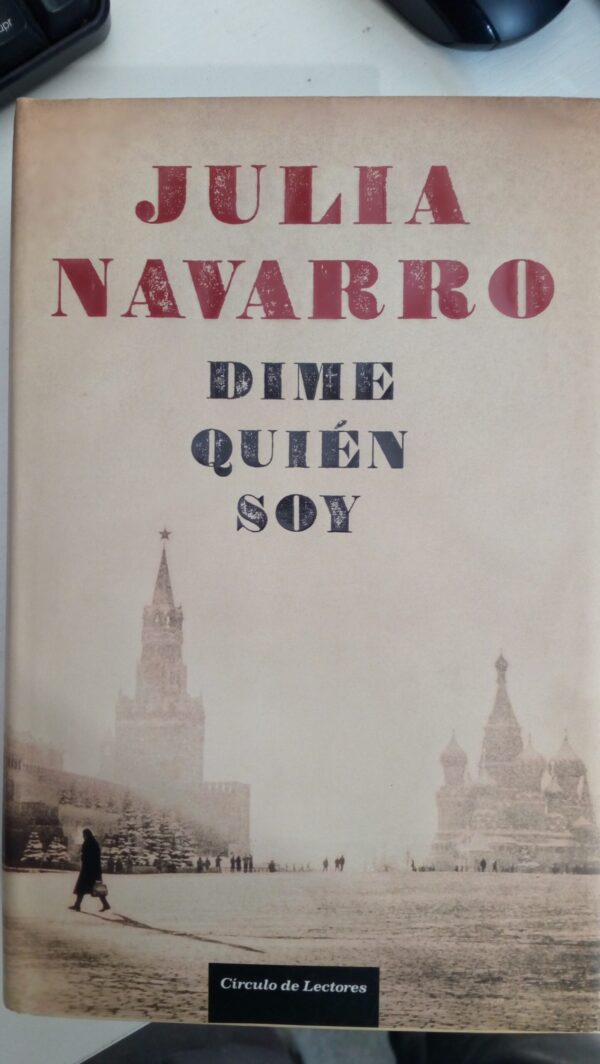 JULIA
NAVARRO
DIME
QUIÉN
SOY
Círculo de Lectores